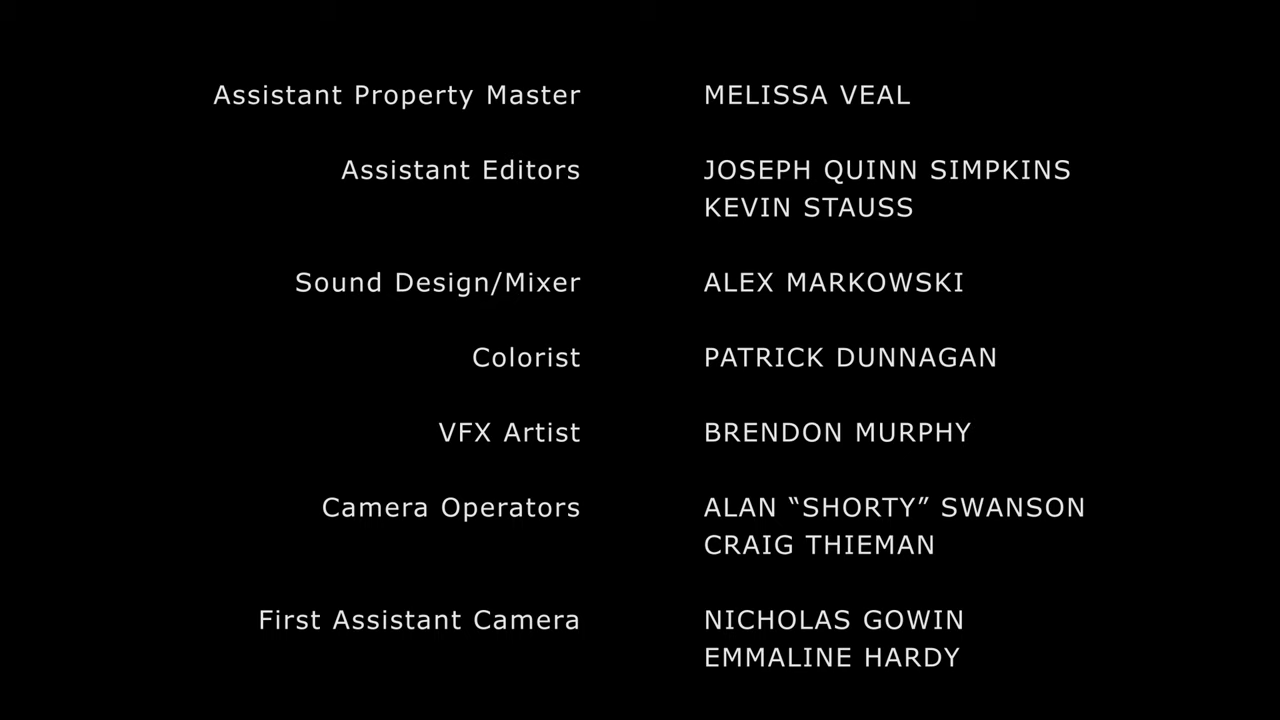 Assistant Property Master MELISSA VEAL
Assistant Editors JOSEPH QUINN SIMPKINS
KEVIN STAUSS
Sound Design/Mixer ALEX MARKOWSKI
Colorist PATRICK DUNNAGAN
VFX Artist BRENDON MURPHY
Camera Operators ALAN “SHORTY” SWANSON
CRAIG THIEMAN
First Assistant Camera NICHOLAS GOWIN
EMMALINE HARDY